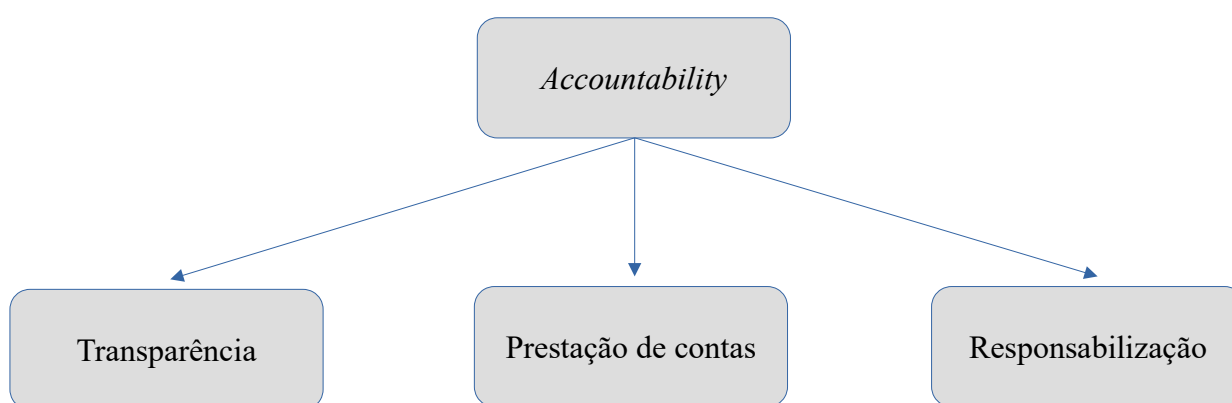 Accountability
Transparência
Prestação de contas
Responsabilização